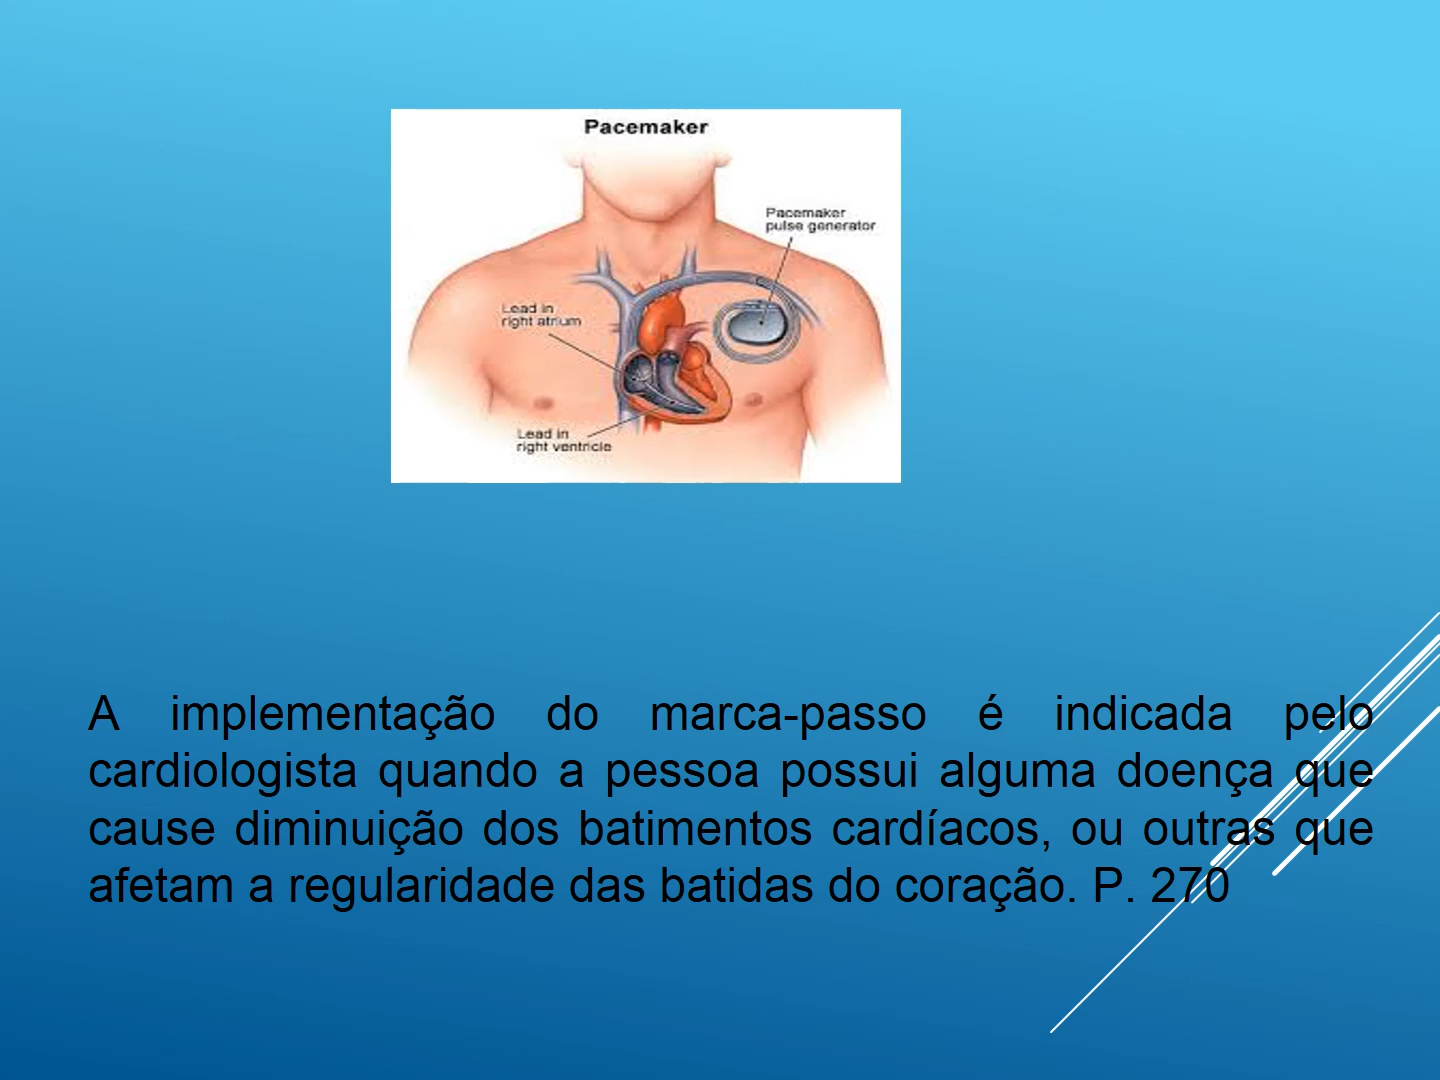 Pacemaker
Pacemaker
pulse generator
Lead in
right atrium
Lead in
right ventricle
A implementação do marca-passo é indicada pelo
cardiologista quando a pessoa possui alguma doença que
cause diminuição dos batimentos cardíacos, ou outras que
afetam a regularidade das batidas do coração. P. 270